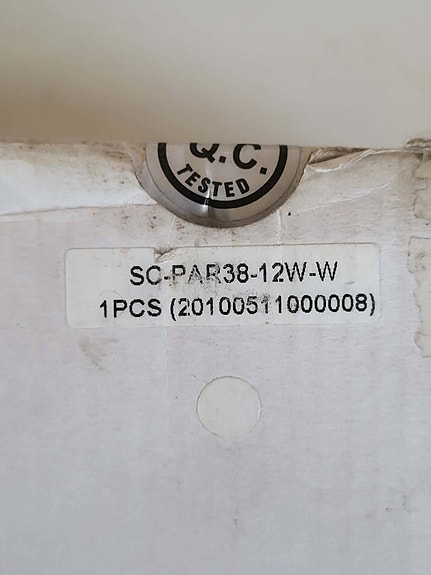 Q.C.
TESTED
SC-PAR38-12W-W
1PCS (20100511000008)